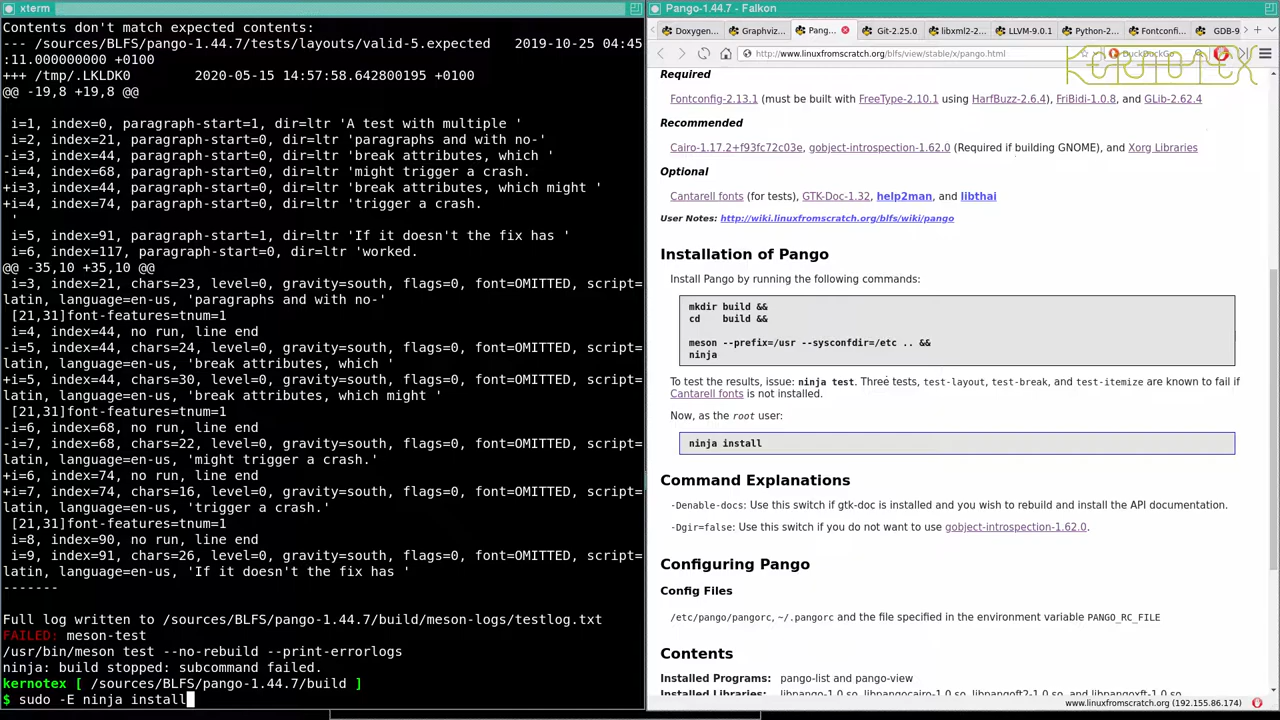 xterm
Contents don't match expected contents:
--- /sources/BLFS/pango-1.44.7/tests/layouts/valid-5.expected   2019-10-25 04:45
:11.000000000 +0100
+++ /tmp/.LKLDK0        2020-05-15 14:57:58.642800195 +0100
@@ -19,8 +19,8 @@
 i=1, index=0, paragraph-start=1, dir=ltr 'A test with multiple '
 i=2, index=21, paragraph-start=0, dir=ltr 'paragraphs and with no-'
-i=3, index=44, paragraph-start=0, dir=ltr 'break attributes, which '
-i=4, index=68, paragraph-start=0, dir=ltr 'might trigger a crash.
+i=3, index=44, paragraph-start=0, dir=ltr 'break attributes, which might '
+i=4, index=74, paragraph-start=0, dir=ltr 'trigger a crash.
 '
 i=5, index=91, paragraph-start=1, dir=ltr 'If it doesn't the fix has '
 i=6, index=117, paragraph-start=0, dir=ltr 'worked.
@@ -35,10 +35,10 @@
 i=3, index=21, chars=23, level=0, gravity=south, flags=0, font=OMITTED, script=
latin, language=en-us, 'paragraphs and with no-'
 [21,31]font-features=tnum=1
 i=4, index=44, no run, line end
-i=5, index=44, chars=24, level=0, gravity=south, flags=0, font=OMITTED, script=
latin, language=en-us, 'break attributes, which '
+i=5, index=44, chars=30, level=0, gravity=south, flags=0, font=OMITTED, script=
latin, language=en-us, 'break attributes, which might '
 [21,31]font-features=tnum=1
-i=6, index=68, no run, line end
-i=7, index=68, chars=22, level=0, gravity=south, flags=0, font=OMITTED, script=
latin, language=en-us, 'might trigger a crash.'
+i=6, index=74, no run, line end
+i=7, index=74, chars=16, level=0, gravity=south, flags=0, font=OMITTED, script=
latin, language=en-us, 'trigger a crash.'
 [21,31]font-features=tnum=1
 i=8, index=90, no run, line end
 i=9, index=91, chars=26, level=0, gravity=south, flags=0, font=OMITTED, script=
latin, language=en-us, 'If it doesn't the fix has '
-------
Full log written to /sources/BLFS/pango-1.44.7/build/meson-logs/testlog.txt
FAILED: meson-test
/usr/bin/meson test --no-rebuild --print-errorlogs
ninja: build stopped: subcommand failed.
kernotex [ /sources/BLFS/pango-1.44.7/build ]
$ sudo -E ninja install
Pango-1.44.7 - Falkon
Doxygen... Graphviz... Pang... Git-2.25.0 libxml2-... LLVM-9.0.1 Python-2... Fontconfi... GDB-9
http://www.linuxfromscratch.org/blfs/view/stable/x/pango.html DuckDuckGo
KERNOTEX
Required
Fontconfig-2.13.1 (must be built with FreeType-2.10.1 using HarfBuzz-2.6.4), FriBidi-1.0.8, and GLib-2.62.4
Recommended
Cairo-1.17.2+f93fc72c03e, gobject-introspection-1.62.0 (Required if building GNOME), and Xorg Libraries
Optional
Cantarell fonts (for tests), GTK-Doc-1.32, help2man, and libthai
User Notes: http://wiki.linuxfromscratch.org/blfs/wiki/pango
Installation of Pango
Install Pango by running the following commands:
mkdir build &&
cd    build &&
meson --prefix=/usr --sysconfdir=/etc .. &&
ninja
To test the results, issue: ninja test. Three tests, test-layout, test-break, and test-itemize are known to fail if
Cantarell fonts is not installed.
Now, as the root user:
ninja install
Command Explanations
-Denable-docs: Use this switch if gtk-doc is installed and you wish to rebuild and install the API documentation.
-Dgir=false: Use this switch if you do not want to use gobject-introspection-1.62.0.
Configuring Pango
Config Files
/etc/pango/pangorc, ~/.pangorc and the file specified in the environment variable PANGO_RC_FILE
Contents
Installed Programs: pango-list and pango-view
Installed Libraries: libpango-1.0.so, libpangocairo-1.0.so, libpangoft2-1.0.so, and libpangoxft-1.0.so
www.linuxfromscratch.org (192.155.86.174)